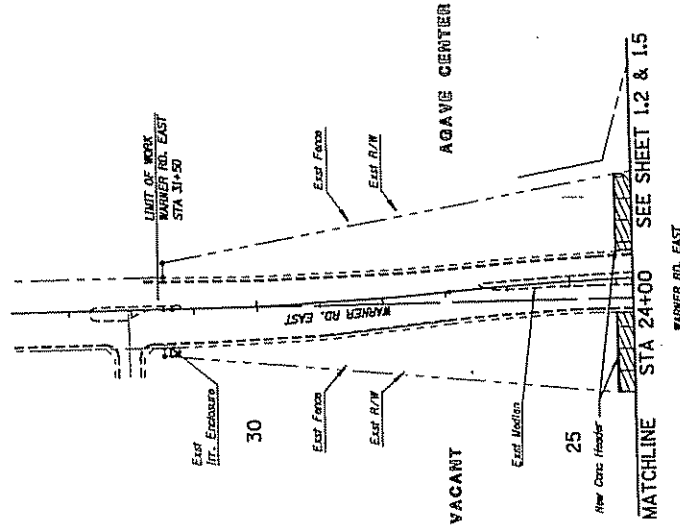 LIMIT OF WORK
WARNER RD. EAST
STA 31+50
Exst Fence
Exst R/W
AGAVE CENTER
WARNER RD. EAST
Exst
Irr. Enclosure
30
Exst Fence
Exst R/W
VACANT
Exst Median
25
New Conc Header
MATCHLINE STA 24+00 SEE SHEET 1.2 & 1.5
WARNER RD. EAST